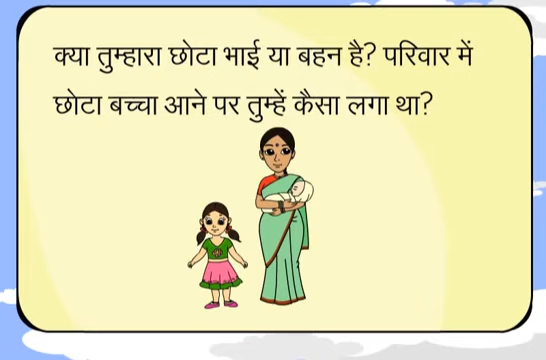 क्या तुम्हारा छोटा भाई या बहन है? परिवार में
छोटा बच्चा आने पर तुम्हें कैसा लगा था?